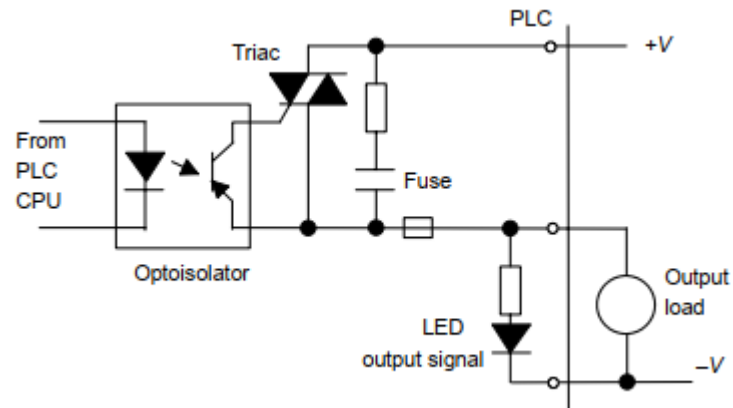 PLC
+V
Triac
From
PLC
CPU
Fuse
Optoisolator
Output
load
LED
output signal
–V